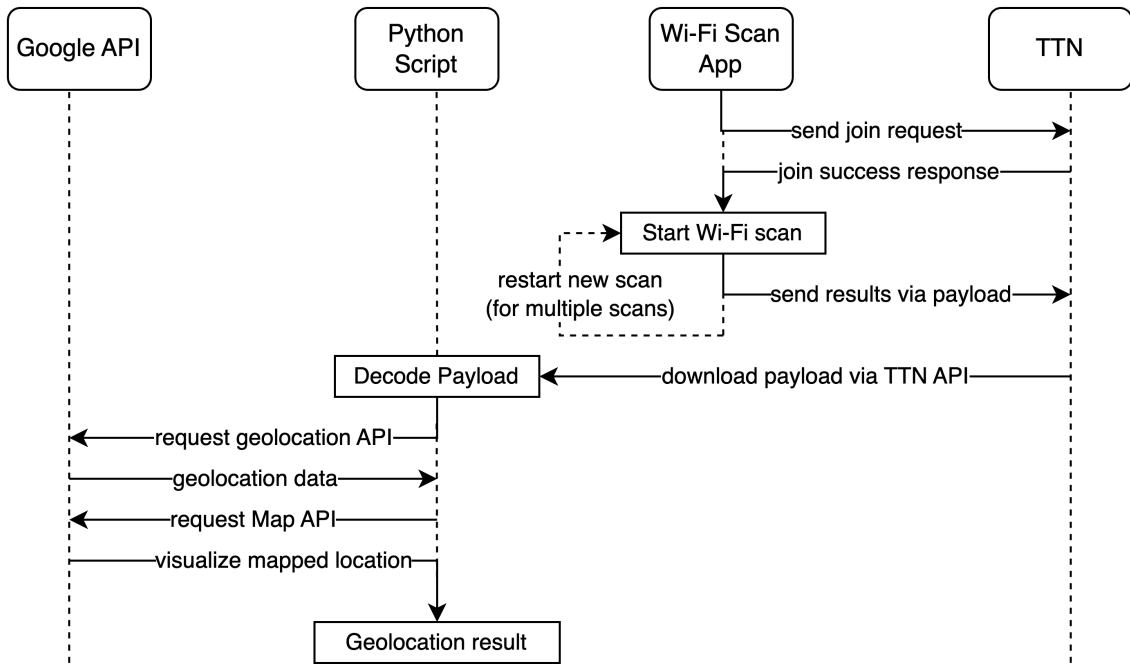 Google API
Python
Script
Wi-Fi Scan
App
TTN
send join request
join success response
Start Wi-Fi scan
restart new scan
(for multiple scans)
send results via payload
Decode Payload
download payload via TTN API
request geolocation API
geolocation data
request Map API
visualize mapped location
Geolocation result